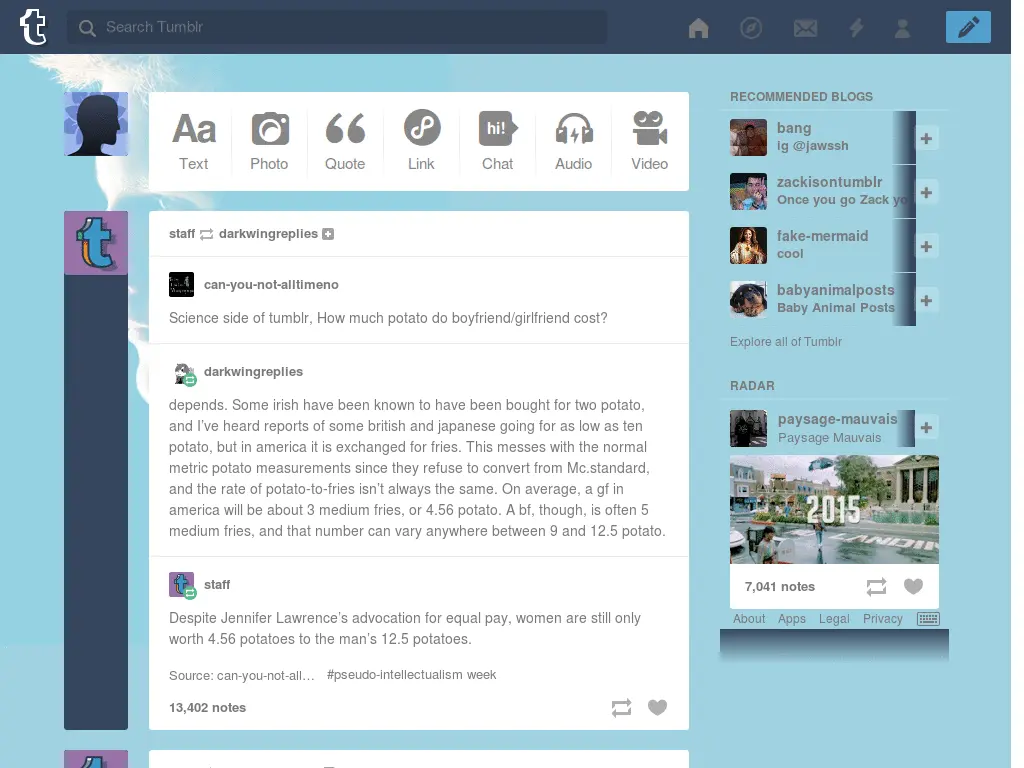 Search Tumblr
Aa
Text
Photo
Quote
Link
hi!
Chat
Audio
Video
staff darkwingreplies
can-you-not-alltimeno
Science side of tumblr, How much potato do boyfriend/girlfriend cost?
darkwingreplies
depends. Some irish have been known to have been bought for two potato,
and I’ve heard reports of some british and japanese going for as low as ten
potato, but in america it is exchanged for fries. This messes with the normal
metric potato measurements since they refuse to convert from Mc.standard,
and the rate of potato-to-fries isn’t always the same. On average, a gf in
america will be about 3 medium fries, or 4.56 potato. A bf, though, is often 5
medium fries, and that number can vary anywhere between 9 and 12.5 potato.
staff
Despite Jennifer Lawrence’s advocation for equal pay, women are still only
worth 4.56 potatoes to the man’s 12.5 potatoes.
Source: can-you-not-all… #pseudo-intellectualism week
13,402 notes
RECOMMENDED BLOGS
bang
ig @jawssh
zackisontumblr
Once you go Zack yo
fake-mermaid
cool
babyanimalposts
Baby Animal Posts
Explore all of Tumblr
RADAR
paysage-mauvais
Paysage Mauvais
2015
LANDIN
7,041 notes
About Apps Legal Privacy